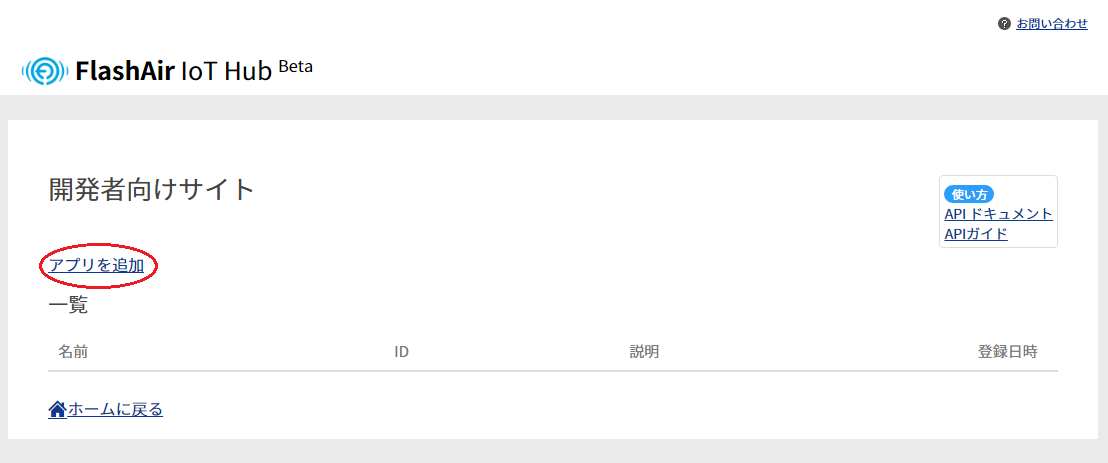 お問い合わせ
FlashAir IoT Hub Beta
開発者向けサイト
使い方
API ドキュメント
APIガイド
アプリを追加
一覧
名前 ID 説明 登録日時
ホームに戻る